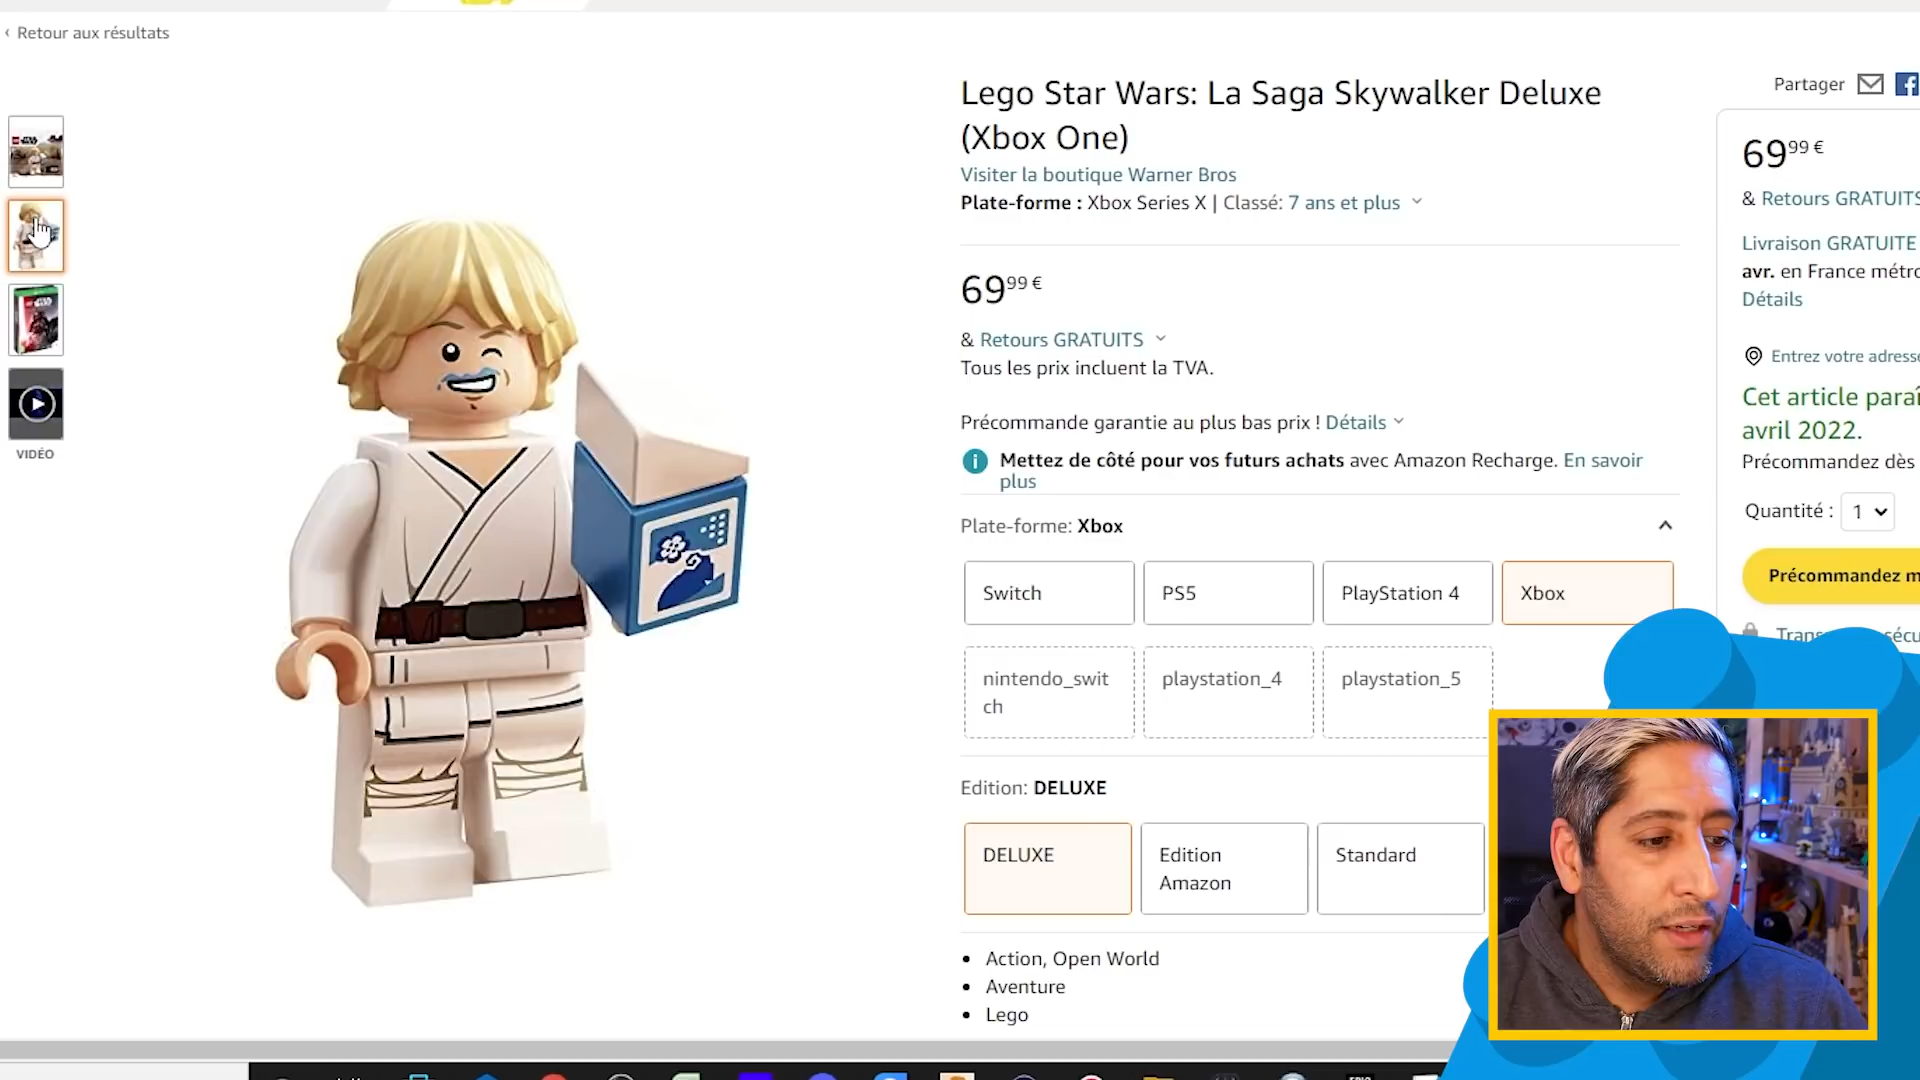 ‹ Retour aux résultats
VIDÉO
Lego Star Wars: La Saga Skywalker Deluxe
(Xbox One)
Visiter la boutique Warner Bros
Plate-forme : Xbox Series X | Classé: 7 ans et plus
69 99 €
& Retours GRATUITS
Tous les prix incluent la TVA.
Précommande garantie au plus bas prix ! Détails
Mettez de côté pour vos futurs achats avec Amazon Recharge. En savoir
plus
Plate-forme: Xbox
Switch
PS5
PlayStation 4
Xbox
nintendo_swit
ch
playstation_4
playstation_5
Edition: DELUXE
DELUXE
Edition
Amazon
Standard
• Action, Open World
• Aventure
• Lego
Partager
69 99 €
& Retours GRATUITS
Livraison GRATUITE
avr. en France métro
Détails
Entrez votre adresse
Cet article paraî
avril 2022.
Précommandez dès
Quantité : 1
Précommandez m